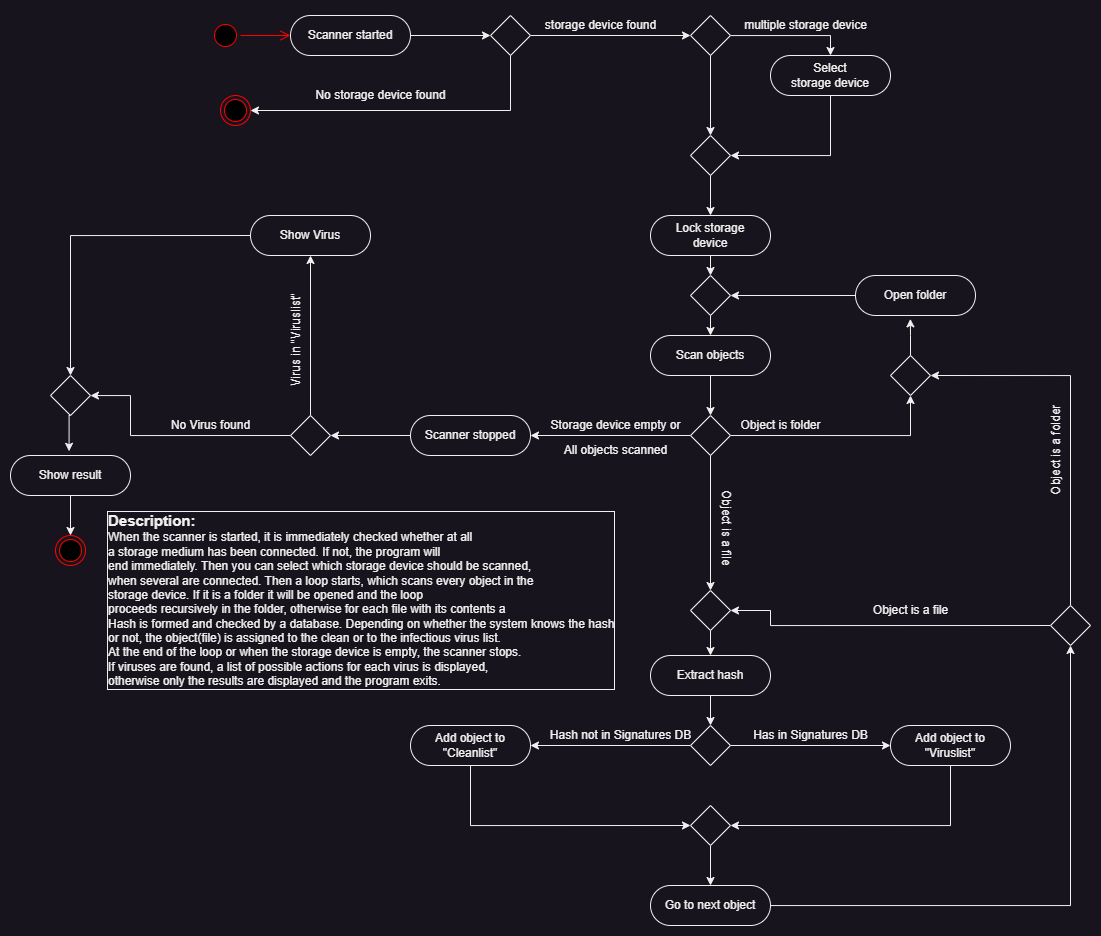 Scanner started
storage device found
multiple storage device
Select
storage device
No storage device found
Lock storage
device
Show Virus
Open folder
Virus in "Viruslist"
Scan objects
No Virus found
Scanner stopped
Storage device empty or
All objects scanned
Object is folder
Object is a folder
Show result
Object is a file
Description:
When the scanner is started, it is immediately checked whether at all
a storage medium has been connected. If not, the program will
end immediately. Then you can select which storage device should be scanned,
when several are connected. Then a loop starts, which scans every object in the
storage device. If it is a folder it will be opened and the loop
proceeds recursively in the folder, otherwise for each file with its contents a
Hash is formed and checked by a database. Depending on whether the system knows the hash
or not, the object(file) is assigned to the clean or to the infectious virus list.
At the end of the loop or when the storage device is empty, the scanner stops.
If viruses are found, a list of possible actions for each virus is displayed,
otherwise only the results are displayed and the program exits.
Object is a file
Extract hash
Add object to
"Cleanlist"
Hash not in Signatures DB
Has in Signatures DB
Add object to
"Viruslist"
Go to next object